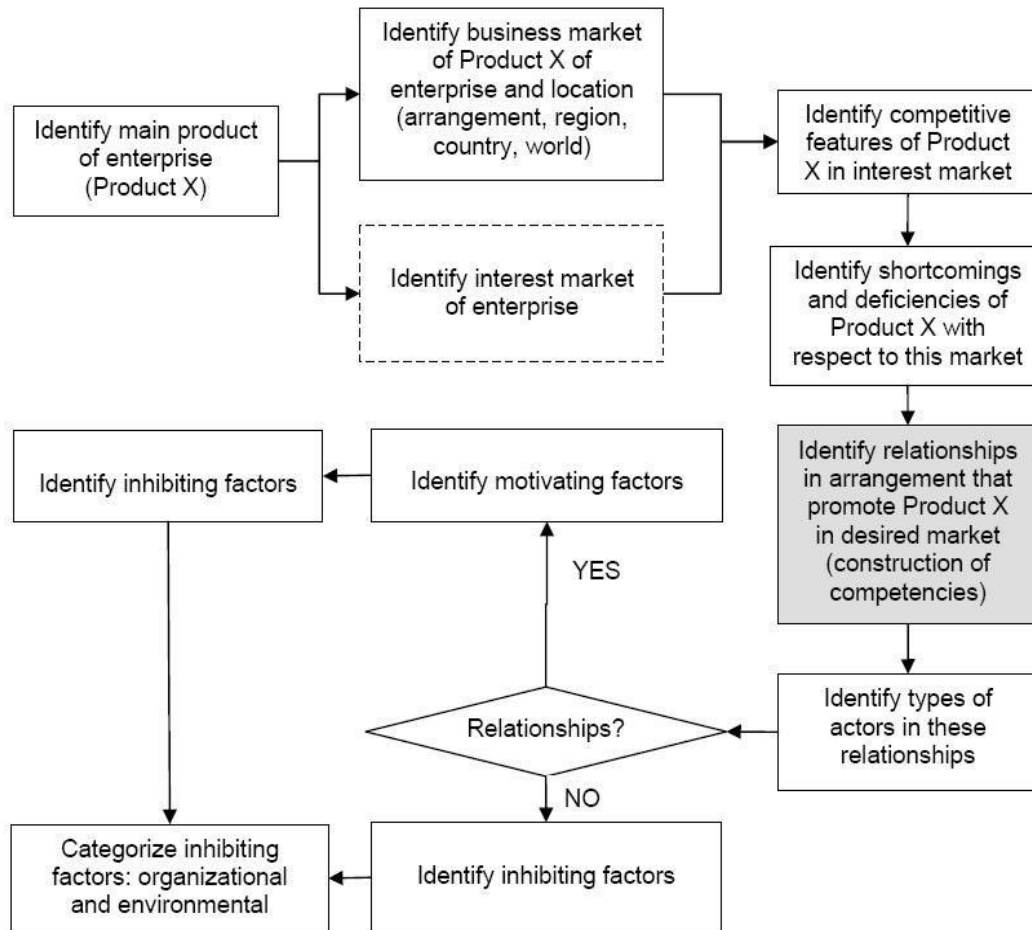 Identify main product
of enterprise
(Product X)
Identify business market
of Product X of
enterprise and location
(arrangement, region,
country, world)
Identify interest market
of enterprise
Identify competitive
features of Product
X in interest market
Identify shortcomings
and deficiencies of
Product X with
respect to this market
Identify relationships
in arrangement that
promote Product X
in desired market
(construction of
competencies)
Identify types of
actors in these
relationships
Relationships?
YES
Identify motivating factors
Identify inhibiting factors
NO
Identify inhibiting factors
Categorize inhibiting
factors: organizational
and environmental